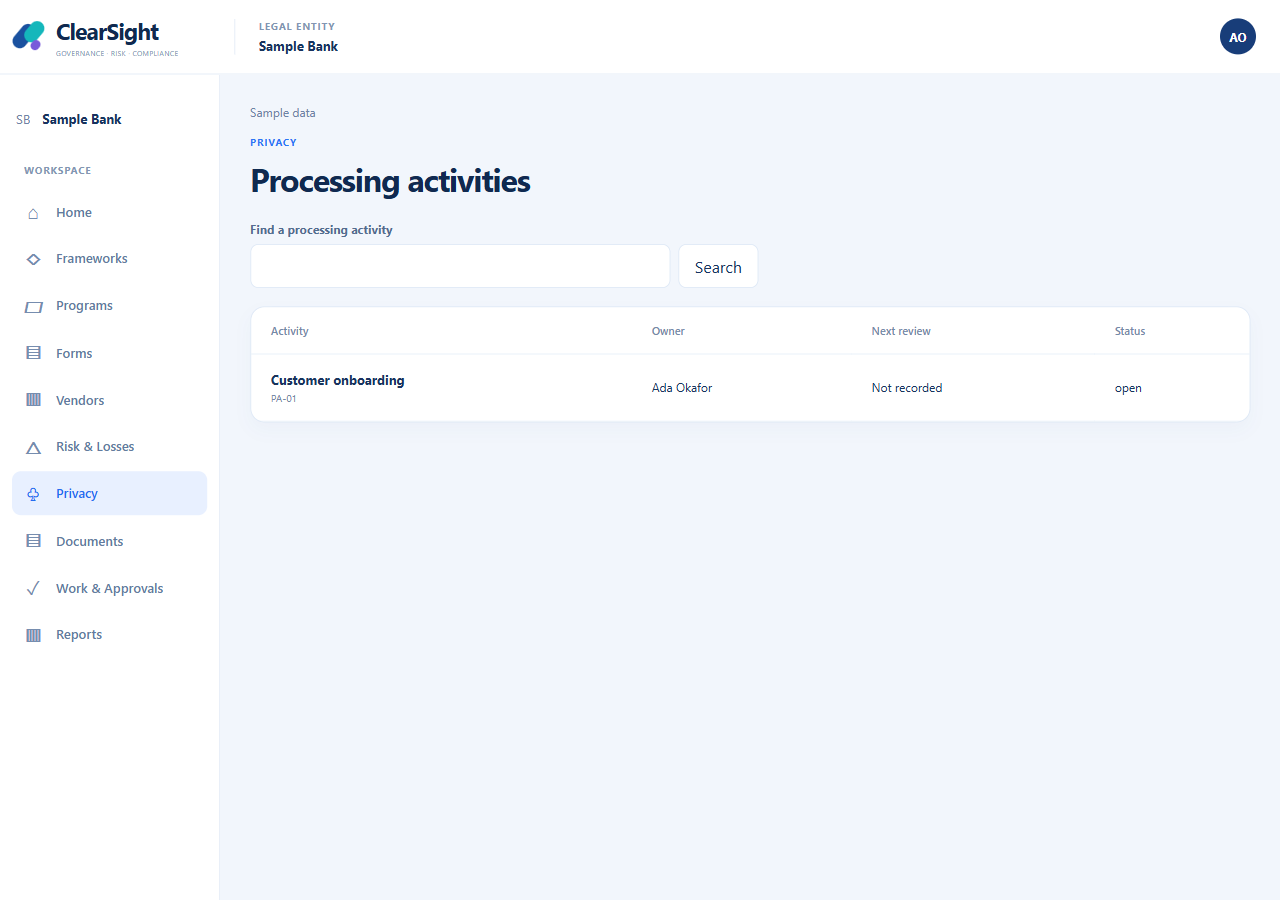 ClearSight
GOVERNANCE · RISK · COMPLIANCE
LEGAL ENTITY
Sample Bank
AO
SB Sample Bank
WORKSPACE
Home
Frameworks
Programs
Forms
Vendors
Risk & Losses
Privacy
Documents
Work & Approvals
Reports
Sample data
PRIVACY
Processing activities
Find a processing activity
Search
Activity Owner Next review Status
Customer onboarding Ada Okafor Not recorded open
PA-01